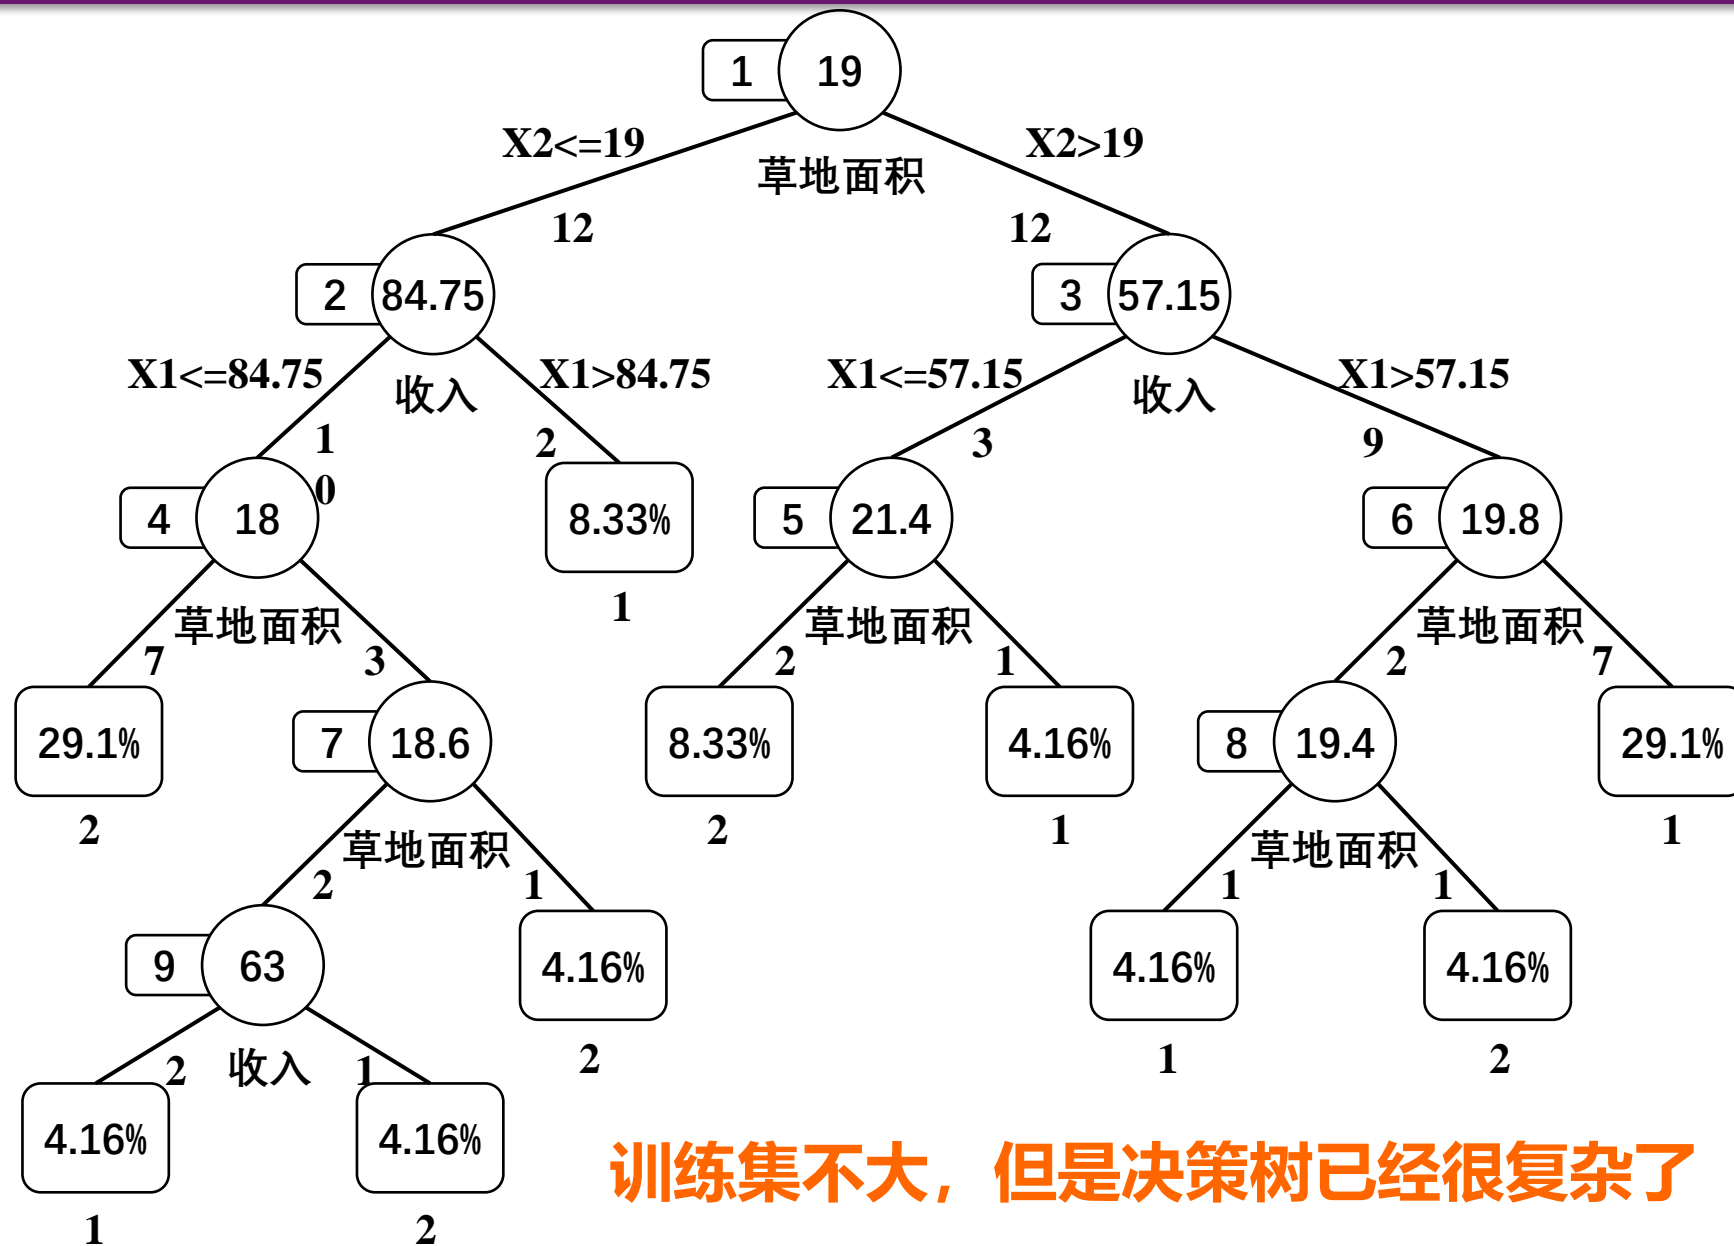 1 19
X2<=19 X2>19
草地面积
12 12
2 84.75 3 57.15
X1<=84.75 收入 X1>84.75 X1<=57.15 收入 X1>57.15
1
0 2 3 9
4 18 8.33% 5 21.4 6 19.8
1
草地面积 草地面积 草地面积
7 3 2 1 2 7
29.1% 7 18.6 8.33% 4.16% 8 19.4 29.1%
2 2 1 1
草地面积 草地面积
2 1 1 1
9 63 4.16% 4.16% 4.16%
2 收入 1 2 1 2
4.16% 4.16%
训练集不大，但是决策树已经很复杂了
1 2